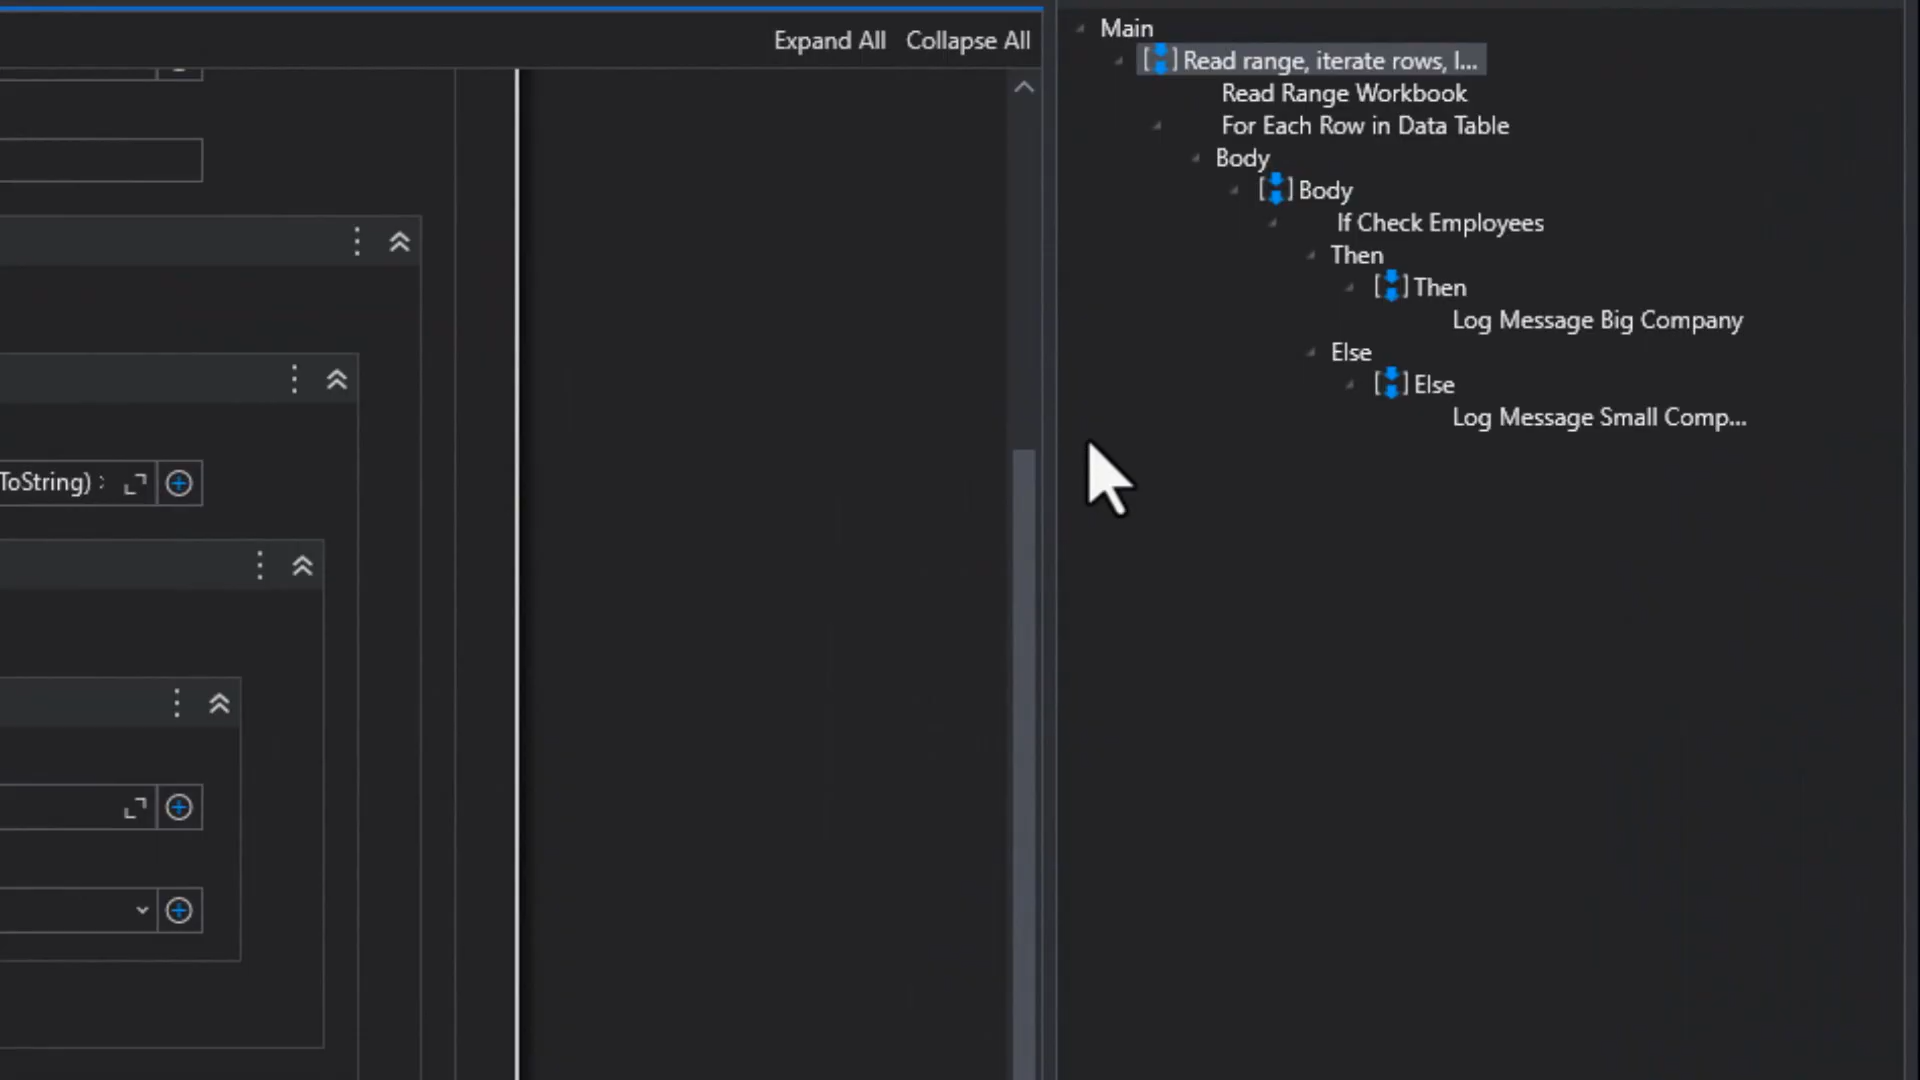 Expand All Collapse All
Main
Read range, iterate rows, l...
Read Range Workbook
For Each Row in Data Table
Body
Body
If Check Employees
Then
Then
Log Message Big Company
Else
Else
Log Message Small Comp...
ToString)